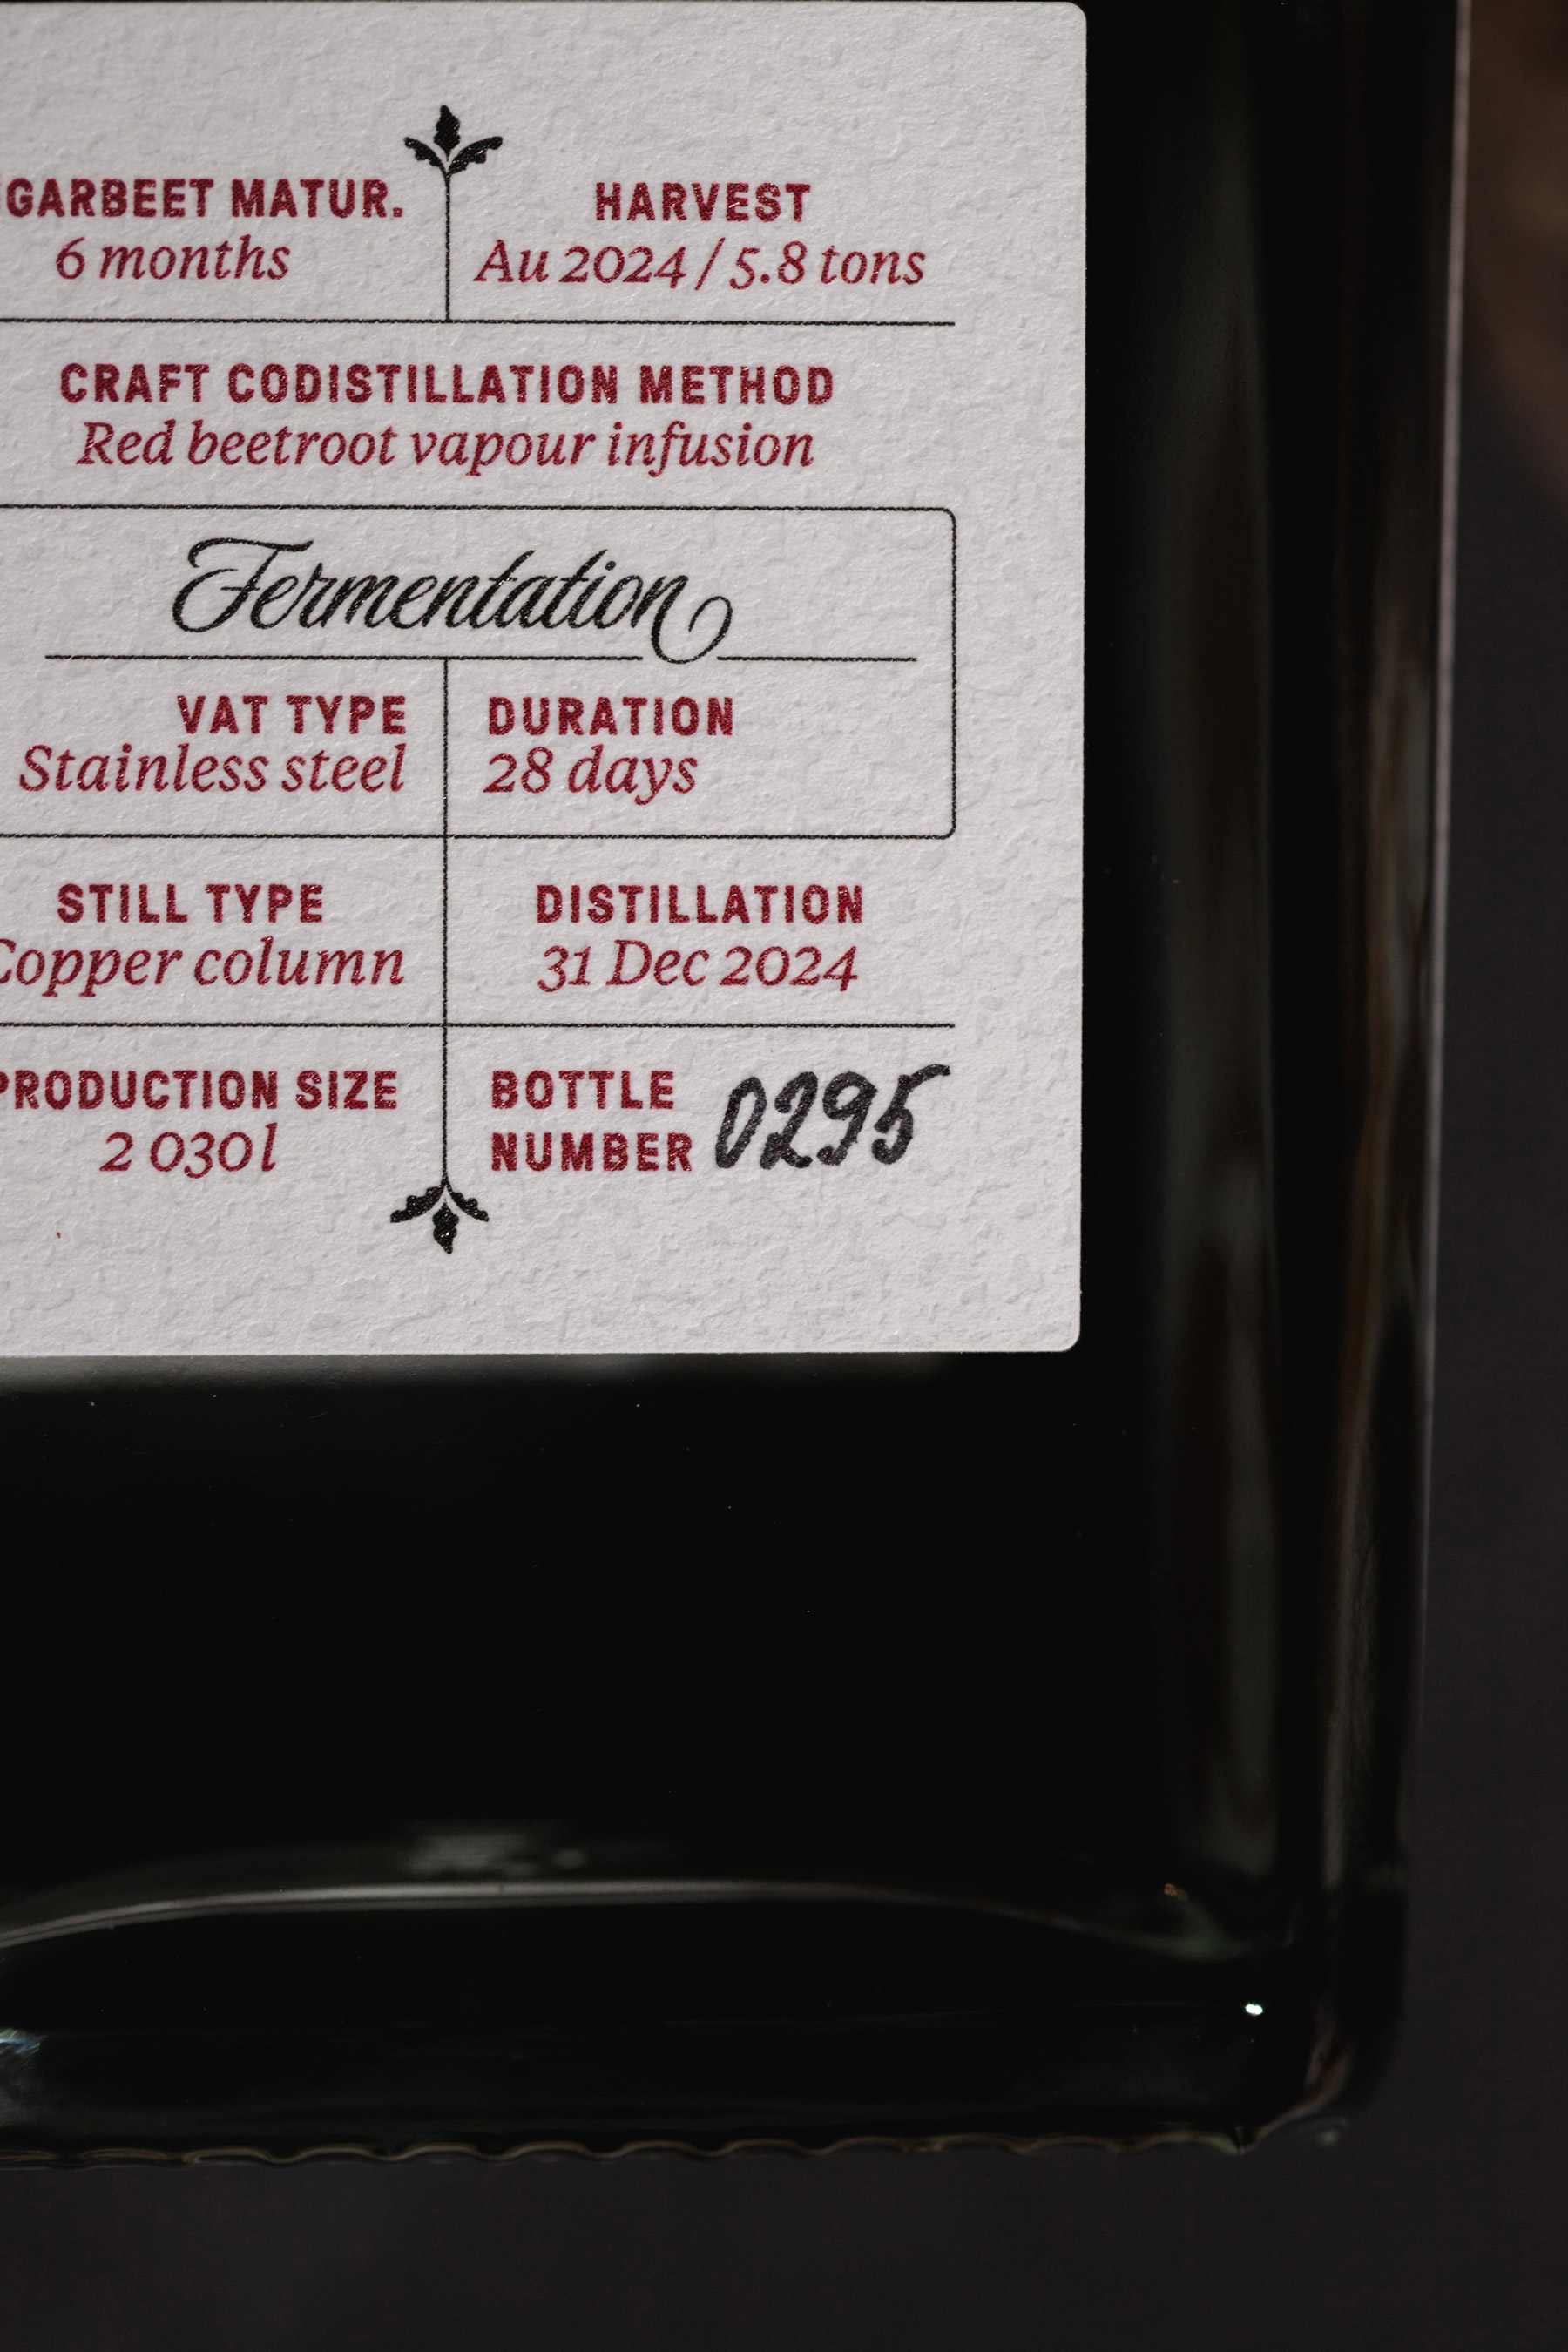 GARBEET MATUR.
6 months
HARVEST
Au 2024 / 5.8 tons
CRAFT CODISTILLATION METHOD
Red beetroot vapour infusion
Fermentation
VAT TYPE
Stainless steel
DURATION
28 days
STILL TYPE
Copper column
DISTILLATION
31 Dec 2024
PRODUCTION SIZE
2 030 l
BOTTLE
NUMBER 0295